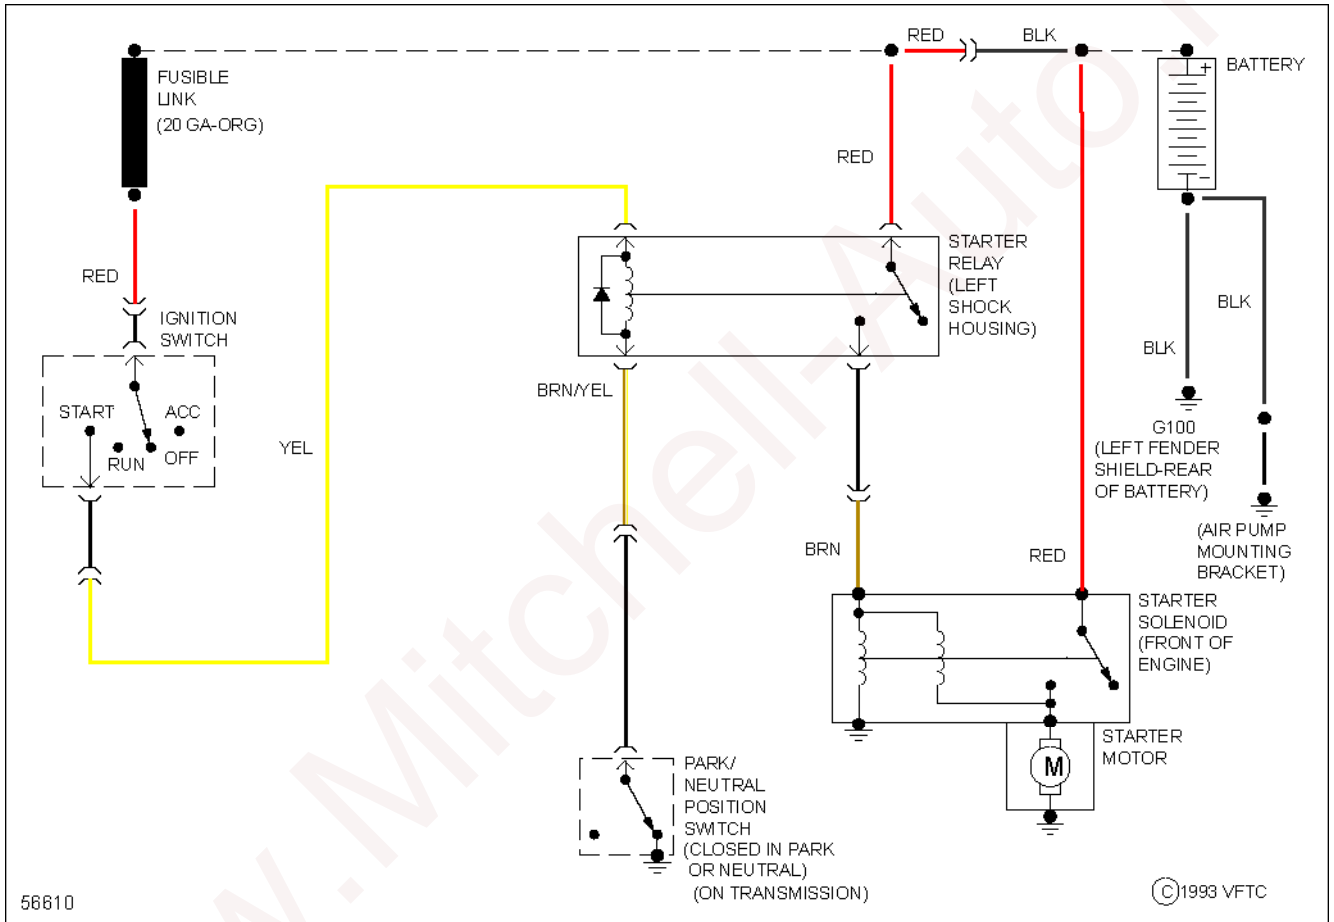 RED
BLK
BATTERY
+
FUSIBLE
LINK
(20 GA-ORG)
RED
STARTER
RELAY
(LEFT
SHOCK
HOUSING)
RED
BLK
IGNITION
SWITCH
BLK
BRN/YEL
START
ACC
RUN
OFF
YEL
G100
(LEFT FENDER
SHIELD-REAR
OF BATTERY)
(AIR PUMP
MOUNTING
BRACKET)
BRN
RED
STARTER
SOLENOID
(FRONT OF
ENGINE)
STARTER
MOTOR
M
PARK/
NEUTRAL
POSITION
SWITCH
(CLOSED IN PARK
OR NEUTRAL)
(ON TRANSMISSION)
56610
©1993 VFTC
w.Mitchell-Auto.